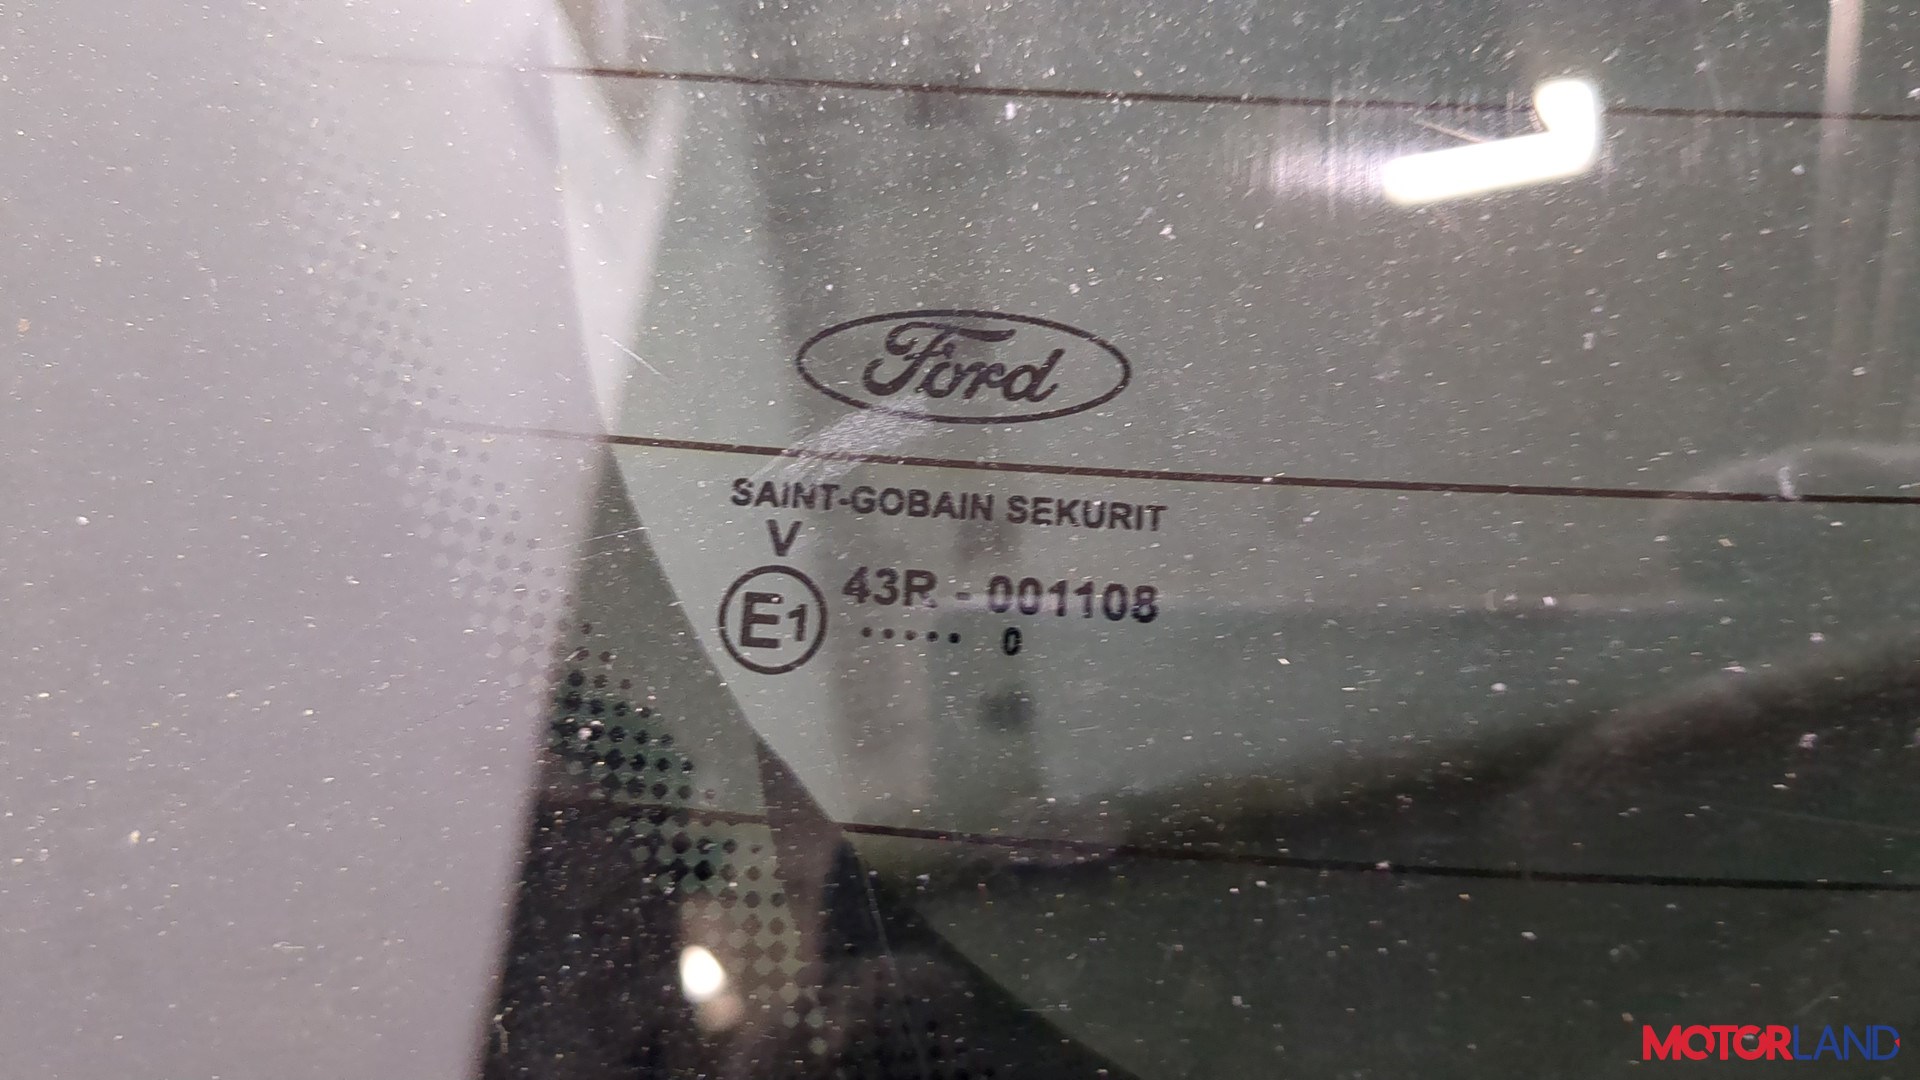 Ford
SAINT-GOBAIN SEKURIT
V
E1 43R - 001108
..... 0
MOTORLAND